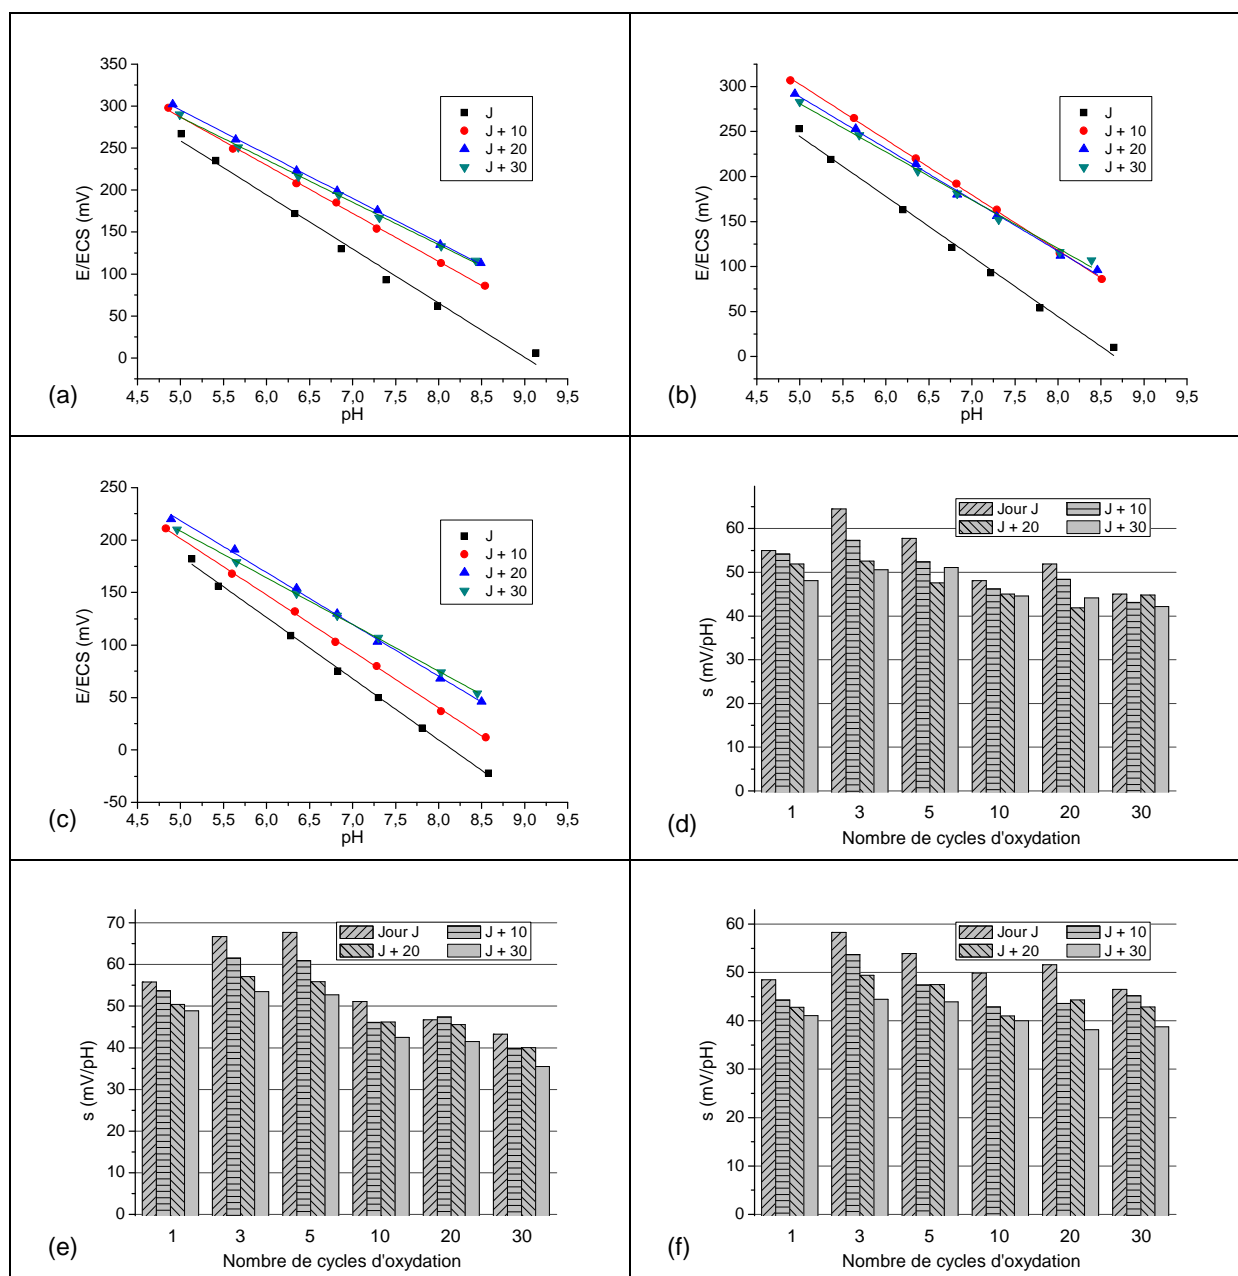 350
300
250
200
150
100
50
0
E/ECS (mV)
J
J + 10
J + 20
J + 30
4,5 5,0 5,5 6,0 6,5 7,0 7,5 8,0 8,5 9,0 9,5
pH
(a)
300
250
200
150
100
50
0
E/ECS (mV)
J
J + 10
J + 20
J + 30
4,5 5,0 5,5 6,0 6,5 7,0 7,5 8,0 8,5 9,0 9,5
pH
(b)
250
200
150
100
50
0
-50
E/ECS (mV)
J
J + 10
J + 20
J + 30
4,5 5,0 5,5 6,0 6,5 7,0 7,5 8,0 8,5 9,0 9,5
pH
(c)
60
50
40
30
20
10
0
s (mV/pH)
Jour J J + 10
J + 20 J + 30
1 3 5 10 20 30
Nombre de cycles d'oxydation
(d)
70
60
50
40
30
20
10
0
s (mV/pH)
Jour J J + 10
J + 20 J + 30
1 3 5 10 20 30
Nombre de cycles d'oxydation
(e)
60
50
40
30
20
10
0
s (mV/pH)
Jour J J + 10
J + 20 J + 30
1 3 5 10 20 30
Nombre de cycles d'oxydation
(f)